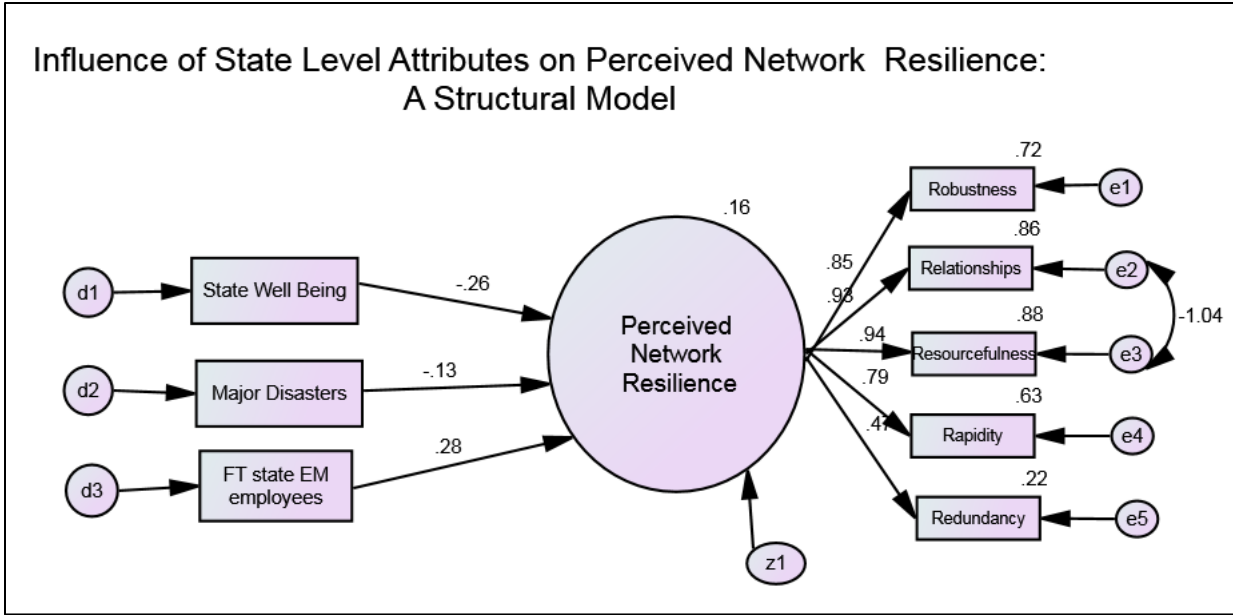 Influence of State Level Attributes on Perceived Network Resilience:
A Structural Model
.72
Robustness
e1
.16
.86
.85
Relationships
e2
d1
State Well Being
-.26
.93
.88
-1.04
Perceived
Network
Resilience
.94
Resourcefulness
e3
d2
Major Disasters
-.13
.79
.63
Rapidity
e4
d3
FT state EM
employees
.28
.47
.22
Redundancy
e5
z1